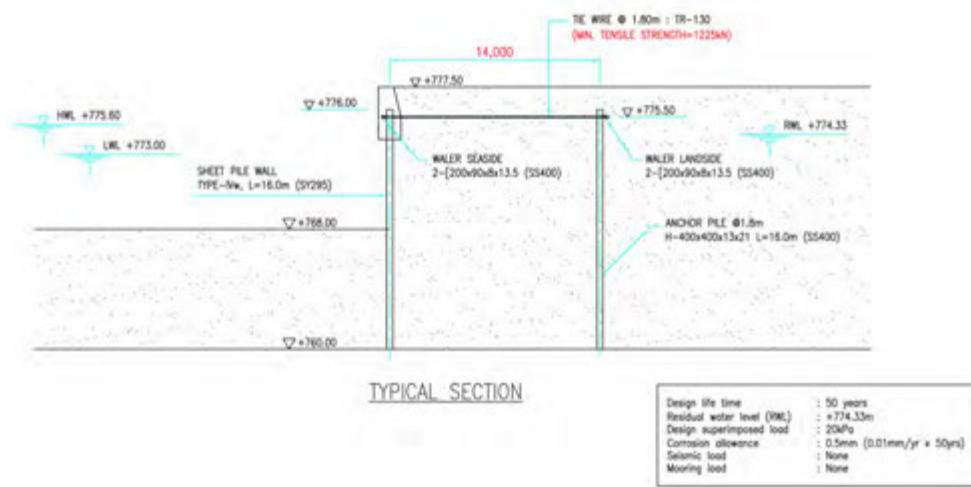 TIE WIRE @ 1.80m : TR-130
(MIN. TENSILE STRENGTH=1225kN)
14,000
+777.50
+776.00
+775.50
HWL +775.60
RWL +774.33
LWL +773.00
WALER SEASIDE
2-[200x90x8x13.5 (SS400)
WALER LANDSIDE
2-[200x90x8x13.5 (SS400)
SHEET PILE WALL
TYPE-IVw, L=16.0m (SY295)
ANCHOR PILE @1.8m
H-400x400x13x21 L=16.0m (SS400)
+768.00
+760.00
TYPICAL SECTION
Design life time : 50 years
Residual water level (RWL) : +774.33m
Design superimposed load : 20kPa
Corrosion allowance : 0.5mm (0.01mm/yr x 50yrs)
Seismic load : None
Mooring load : None